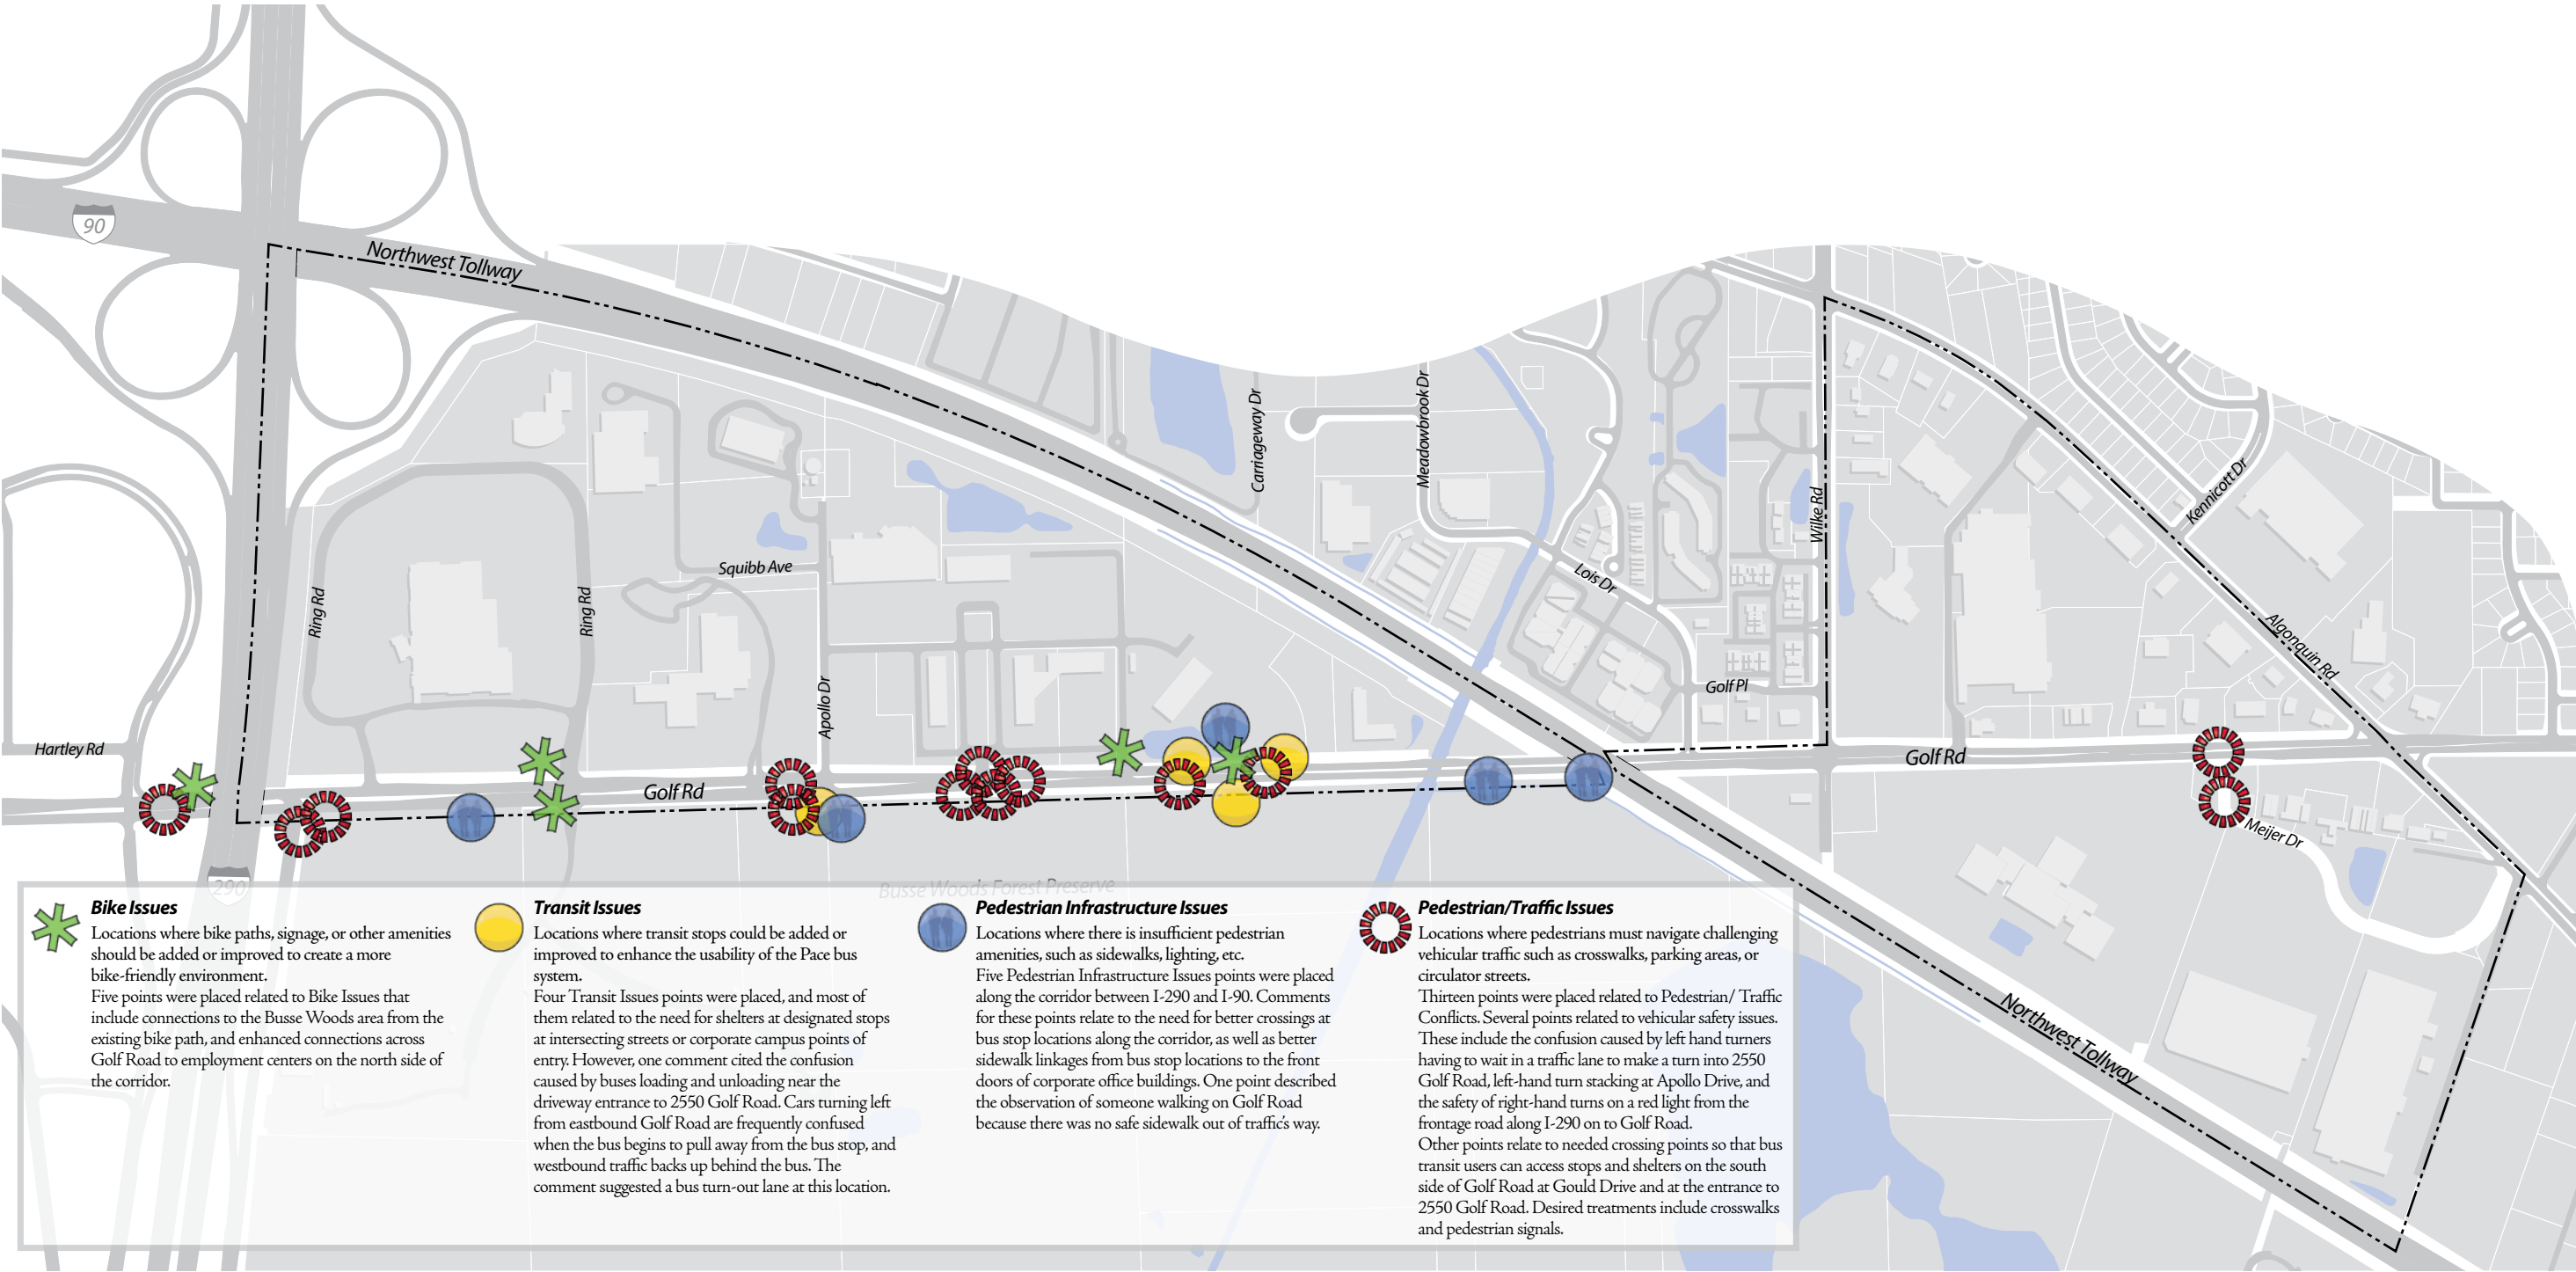 90
Northwest Tollway
Carriageway Dr
Meadowbrook Dr
Wilke Rd
Kennicott Dr
Squibb Ave
Lois Dr
Ring Rd
Ring Rd
Algonquin Rd
Apollo Dr
Golf Pl
Hartley Rd
Golf Rd
Golf Rd
Meijer Dr
290
Busse Woods Forest Preserve
Northwest Tollway
Bike Issues
Locations where bike paths, signage, or other amenities
should be added or improved to create a more
bike-friendly environment.
Five points were placed related to Bike Issues that
include connections to the Busse Woods area from the
existing bike path, and enhanced connections across
Golf Road to employment centers on the north side of
the corridor.
Transit Issues
Locations where transit stops could be added or
improved to enhance the usability of the Pace bus
system.
Four Transit Issues points were placed, and most of
them related to the need for shelters at designated stops
at intersecting streets or corporate campus points of
entry. However, one comment cited the confusion
caused by buses loading and unloading near the
driveway entrance to 2550 Golf Road. Cars turning left
from eastbound Golf Road are frequently confused
when the bus begins to pull away from the bus stop, and
westbound traffic backs up behind the bus. The
comment suggested a bus turn-out lane at this location.
Pedestrian Infrastructure Issues
Locations where there is insufficient pedestrian
amenities, such as sidewalks, lighting, etc.
Five Pedestrian Infrastructure Issues points were placed
along the corridor between I-290 and I-90. Comments
for these points relate to the need for better crossings at
bus stop locations along the corridor, as well as better
sidewalk linkages from bus stop locations to the front
doors of corporate office buildings. One point described
the observation of someone walking on Golf Road
because there was no safe sidewalk out of traffic's way.
Pedestrian/Traffic Issues
Locations where pedestrians must navigate challenging
vehicular traffic such as crosswalks, parking areas, or
circulator streets.
Thirteen points were placed related to Pedestrian/ Traffic
Conflicts. Several points related to vehicular safety issues.
These include the confusion caused by left hand turners
having to wait in a traffic lane to make a turn into 2550
Golf Road, left-hand turn stacking at Apollo Drive, and
the safety of right-hand turns on a red light from the
frontage road along I-290 on to Golf Road.
Other points relate to needed crossing points so that bus
transit users can access stops and shelters on the south
side of Golf Road at Gould Drive and at the entrance to
2550 Golf Road. Desired treatments include crosswalks
and pedestrian signals.